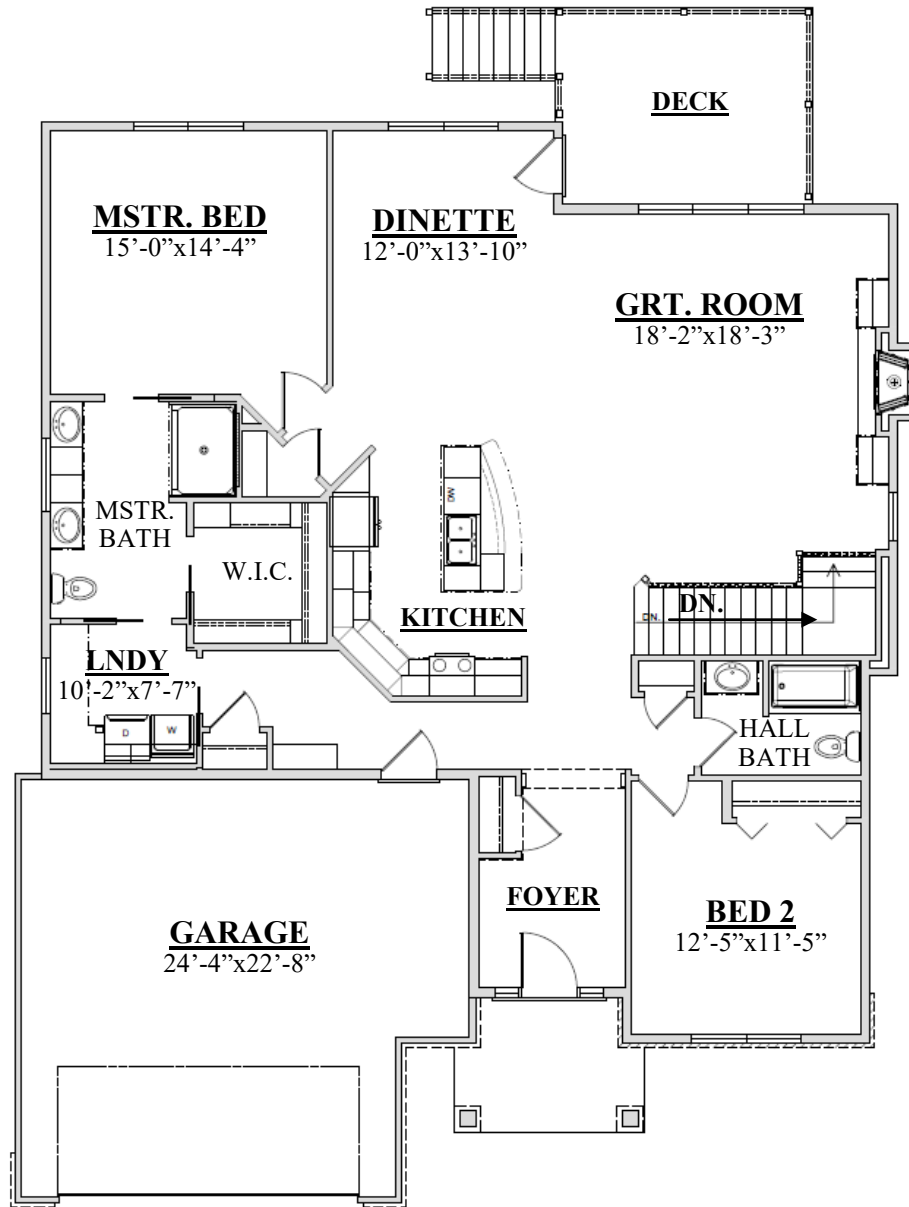 DECK
MSTR. BED
15’-0”x14’-4”
DINETTE
12’-0”x13’-10”
GRT. ROOM
18’-2”x18’-3”
DW
MSTR.
BATH
W.I.C.
KITCHEN
DN.
DN.
LNDY
10’-2”x7’-7”
D
W
HALL
BATH
FOYER
BED 2
12’-5”x11’-5”
GARAGE
24’-4”x22’-8”